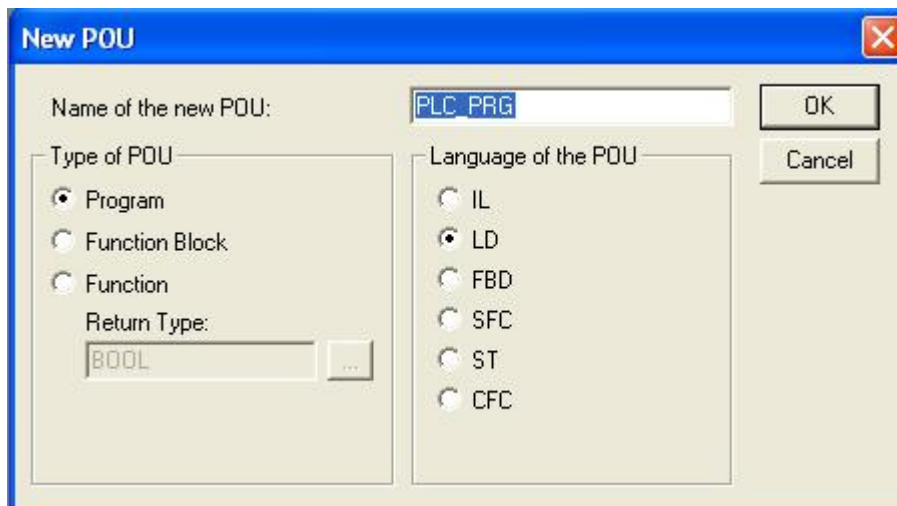 New POU
Name of the new POU:
PLC_PRG
OK
Cancel
Type of POU
Program
Function Block
Function
Return Type:
BOOL
...
Language of the POU
IL
LD
FBD
SFC
ST
CFC